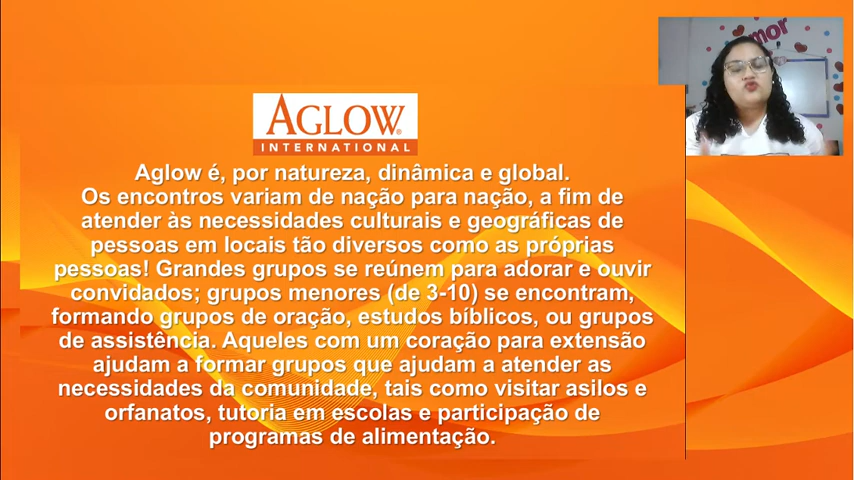 amor
AGLOW®
INTERNATIONAL
Aglow é, por natureza, dinâmica e global.
Os encontros variam de nação para nação, a fim de
atender às necessidades culturais e geográficas de
pessoas em locais tão diversos como as próprias
pessoas! Grandes grupos se reúnem para adorar e ouvir
convidados; grupos menores (de 3-10) se encontram,
formando grupos de oração, estudos bíblicos, ou grupos
de assistência. Aqueles com um coração para extensão
ajudam a formar grupos que ajudam a atender as
necessidades da comunidade, tais como visitar asilos e
orfanatos, tutoria em escolas e participação de
programas de alimentação.